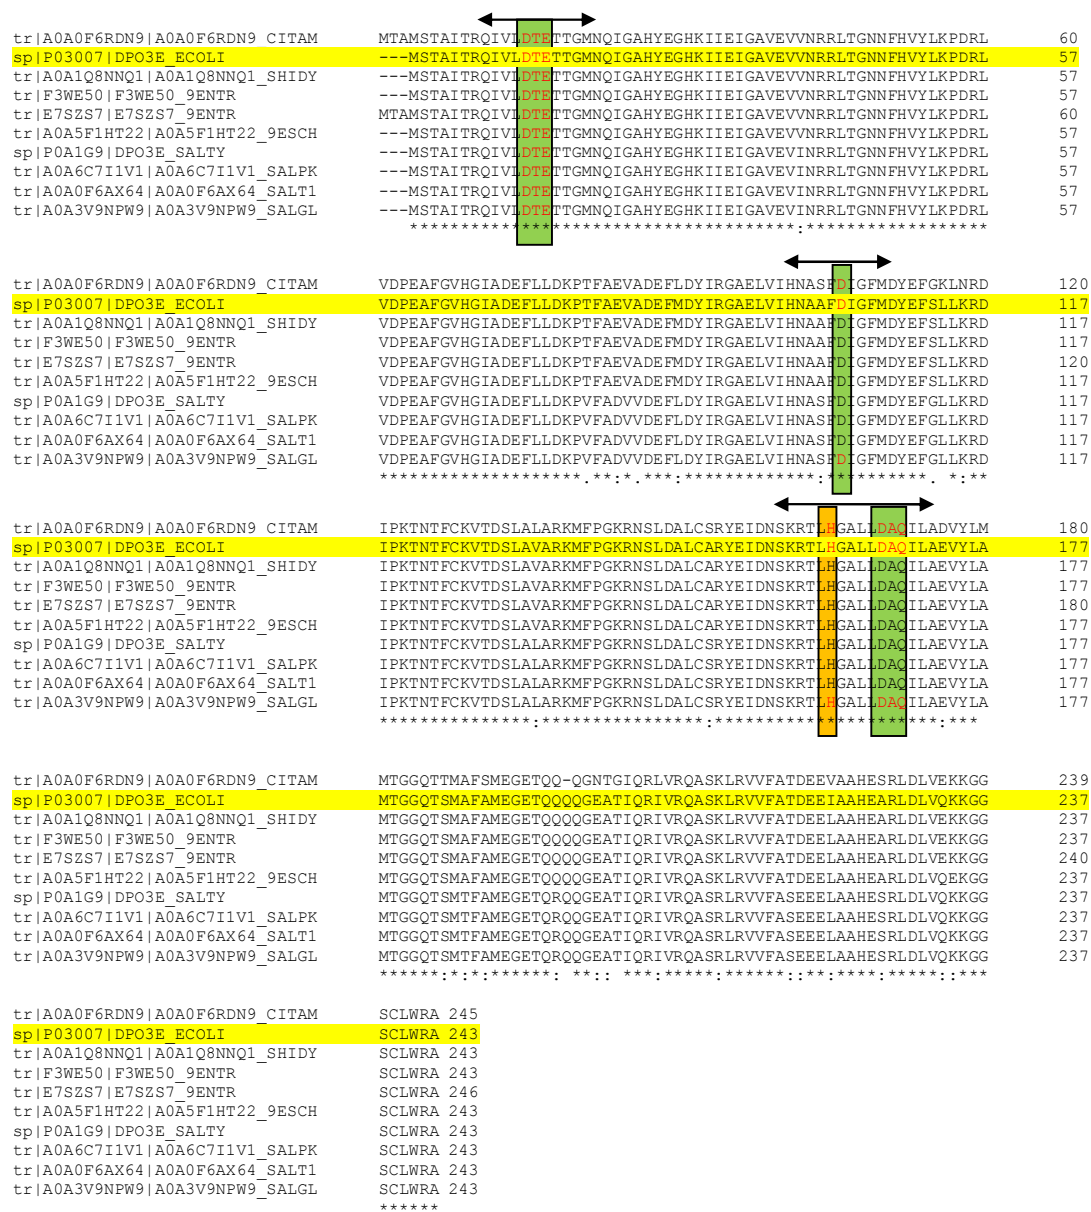 tr|A0A0F6RDN9|A0A0F6RDN9_CITAM MTAMSTAITRQIVLDTETTGMNQIGAHYEGHKIIEIGAVEVVNRRLTGNNFHVYLKPDRL 60
sp|P03007|DPO3E_ECOLI ---MSTAITRQIVLDTETTGMNQIGAHYEGHKIIEIGAVEVVNRRLTGNNFHVYLKPDRL 57
tr|A0A1Q8NNQ1|A0A1Q8NNQ1_SHIDY ---MSTAITRQIVLDTETTGMNQIGAHYEGHKIIEIGAVEVVNRRLTGNNFHVYLKPDRL 57
tr|F3WE50|F3WE50_9ENTR ---MSTAITRQIVLDTETTGMNQIGAHYEGHKIIEIGAVEVVNRRLTGNNFHVYLKPDRL 57
tr|E7SZS7|E7SZS7_9ENTR MTAMSTAITRQIVLDTETTGMNQIGAHYEGHKIIEIGAVEVVNRRLTGNNFHVYLKPDRL 60
tr|A0A5F1HT22|A0A5F1HT22_9ESCH ---MSTAITRQIVLDTETTGMNQIGAHYEGHKIIEIGAVEVVNRRLTGNNFHVYLKPDRL 57
sp|P0A1G9|DPO3E_SALTY ---MSTAITRQIVLDTETTGMNQIGAHYEGHKIIEIGAVEVINRRLTGNNFHVYLKPDRL 57
tr|A0A6C7I1V1|A0A6C7I1V1_SALPK ---MSTAITRQIVLDTETTGMNQIGAHYEGHKIIEIGAVEVINRRLTGNNFHVYLKPDRL 57
tr|A0A0F6AX64|A0A0F6AX64_SALT1 ---MSTAITRQIVLDTETTGMNQIGAHYEGHKIIEIGAVEVINRRLTGNNFHVYLKPDRL 57
tr|A0A3V9NPW9|A0A3V9NPW9_SALGL ---MSTAITRQIVLDTETTGMNQIGAHYEGHKIIEIGAVEVINRRLTGNNFHVYLKPDRL 57
**************************************:******************
tr|A0A0F6RDN9|A0A0F6RDN9_CITAM VDPEAFGVHGIADEFLLDKPTFAEVADEFLDYIRGAELVIHNASFDIGFMDYEFGKLNRD 120
sp|P03007|DPO3E_ECOLI VDPEAFGVHGIADEFLLDKPTFAEVADEFMDYIRGAELVIHNAAFDIGFMDYEFSLLKRD 117
tr|A0A1Q8NNQ1|A0A1Q8NNQ1_SHIDY VDPEAFGVHGIADEFLLDKPTFAEVADEFMDYIRGAELVIHNAAFDIGFMDYEFSLLKRD 117
tr|F3WE50|F3WE50_9ENTR VDPEAFGVHGIADEFLLDKPTFAEVADEFMDYIRGAELVIHNAAFDIGFMDYEFSLLKRD 117
tr|E7SZS7|E7SZS7_9ENTR VDPEAFGVHGIADEFLLDKPTFAEVADEFMDYIRGAELVIHNAAFDIGFMDYEFSLLKRD 120
tr|A0A5F1HT22|A0A5F1HT22_9ESCH VDPEAFGVHGIADEFLLDKPTFAEVADEFMDYIRGAELVIHNAAFDIGFMDYEFSLLKRD 117
sp|P0A1G9|DPO3E_SALTY VDPEAFGVHGIADEFLLDKPVFADVVDEFLDYIRGAELVIHNASFDIGFMDYEFGLLKRD 117
tr|A0A6C7I1V1|A0A6C7I1V1_SALPK VDPEAFGVHGIADEFLLDKPVFADVVDEFLDYIRGAELVIHNASFDIGFMDYEFGLLKRD 117
tr|A0A0F6AX64|A0A0F6AX64_SALT1 VDPEAFGVHGIADEFLLDKPVFADVVDEFLDYIRGAELVIHNASFDIGFMDYEFGLLKRD 117
tr|A0A3V9NPW9|A0A3V9NPW9_SALGL VDPEAFGVHGIADEFLLDKPVFADVVDEFLDYIRGAELVIHNASFDIGFMDYEFGLLKRD 117
********************.**:*.***:*************:**********. *:**
tr|A0A0F6RDN9|A0A0F6RDN9_CITAM IPKTNTFCKVTDSLALARKMFPGKRNSLDALCSRYEIDNSKRTLHGALLDAQILADVYLM 180
sp|P03007|DPO3E_ECOLI IPKTNTFCKVTDSLAVARKMFPGKRNSLDALCARYEIDNSKRTLHGALLDAQILAEVYLA 177
tr|A0A1Q8NNQ1|A0A1Q8NNQ1_SHIDY IPKTNTFCKVTDSLAVARKMFPGKRNSLDALCARYEIDNSKRTLHGALLDAQILAEVYLA 177
tr|F3WE50|F3WE50_9ENTR IPKTNTFCKVTDSLAVARKMFPGKRNSLDALCARYEIDNSKRTLHGALLDAQILAEVYLA 177
tr|E7SZS7|E7SZS7_9ENTR IPKTNTFCKVTDSLAVARKMFPGKRNSLDALCARYEIDNSKRTLHGALLDAQILAEVYLA 180
tr|A0A5F1HT22|A0A5F1HT22_9ESCH IPKTNTFCKVTDSLAVARKMFPGKRNSLDALCARYEIDNSKRTLHGALLDAQILAEVYLA 177
sp|P0A1G9|DPO3E_SALTY IPKTNTFCKVTDSLALARKMFPGKRNSLDALCSRYEIDNSKRTLHGALLDAQILAEVYLA 177
tr|A0A6C7I1V1|A0A6C7I1V1_SALPK IPKTNTFCKVTDSLALARKMFPGKRNSLDALCSRYEIDNSKRTLHGALLDAQILAEVYLA 177
tr|A0A0F6AX64|A0A0F6AX64_SALT1 IPKTNTFCKVTDSLALARKMFPGKRNSLDALCSRYEIDNSKRTLHGALLDAQILAEVYLA 177
tr|A0A3V9NPW9|A0A3V9NPW9_SALGL IPKTNTFCKVTDSLALARKMFPGKRNSLDALCSRYEIDNSKRTLHGALLDAQILAEVYLA 177
***************:****************:**********************:***
tr|A0A0F6RDN9|A0A0F6RDN9_CITAM MTGGQTTMAFSMEGETQQ-QGNTGIQRLVRQASKLRVVFATDEEVAAHESRLDLVEKKGG 239
sp|P03007|DPO3E_ECOLI MTGGQTSMAFAMEGETQQQQGEATIQRIVRQASKLRVVFATDEEIAAHEARLDLVQKKGG 237
tr|A0A1Q8NNQ1|A0A1Q8NNQ1_SHIDY MTGGQTSMAFAMEGETQQQQGEATIQRIVRQASKLRVVFATDEELAAHEARLDLVQKKGG 237
tr|F3WE50|F3WE50_9ENTR MTGGQTSMAFAMEGETQQQQGEATIQRIVRQASKLRVVFATDEELAAHEARLDLVQKKGG 237
tr|E7SZS7|E7SZS7_9ENTR MTGGQTSMAFAMEGETQQQQGEATIQRIVRQASKLRVVFATDEELAAHEARLDLVQKKGG 240
tr|A0A5F1HT22|A0A5F1HT22_9ESCH MTGGQTSMAFAMEGETQQQQGEATIQRIVRQASKLRVVFATDEELAAHEARLDLVQEKGG 237
sp|P0A1G9|DPO3E_SALTY MTGGQTSMTFAMEGETQRQQGEATIQRIVRQASRLRVVFASEEELAAHESRLDLVQKKGG 237
tr|A0A6C7I1V1|A0A6C7I1V1_SALPK MTGGQTSMTFAMEGETQRQQGEATIQRIVRQASRLRVVFASEEELAAHESRLDLVQKKGG 237
tr|A0A0F6AX64|A0A0F6AX64_SALT1 MTGGQTSMTFAMEGETQRQQGEATIQRIVRQASRLRVVFASEEELAAHESRLDLVQKKGG 237
tr|A0A3V9NPW9|A0A3V9NPW9_SALGL MTGGQTSMTFAMEGETQRQQGEATIQRIVRQASRLRVVFASEEELAAHESRLDLVQKKGG 237
******:*:*:******: **:: ***:*****:******::**:****:*****::***
tr|A0A0F6RDN9|A0A0F6RDN9_CITAM SCLWRA 245
sp|P03007|DPO3E_ECOLI SCLWRA 243
tr|A0A1Q8NNQ1|A0A1Q8NNQ1_SHIDY SCLWRA 243
tr|F3WE50|F3WE50_9ENTR SCLWRA 243
tr|E7SZS7|E7SZS7_9ENTR SCLWRA 246
tr|A0A5F1HT22|A0A5F1HT22_9ESCH SCLWRA 243
sp|P0A1G9|DPO3E_SALTY SCLWRA 243
tr|A0A6C7I1V1|A0A6C7I1V1_SALPK SCLWRA 243
tr|A0A0F6AX64|A0A0F6AX64_SALT1 SCLWRA 243
tr|A0A3V9NPW9|A0A3V9NPW9_SALGL SCLWRA 243
******